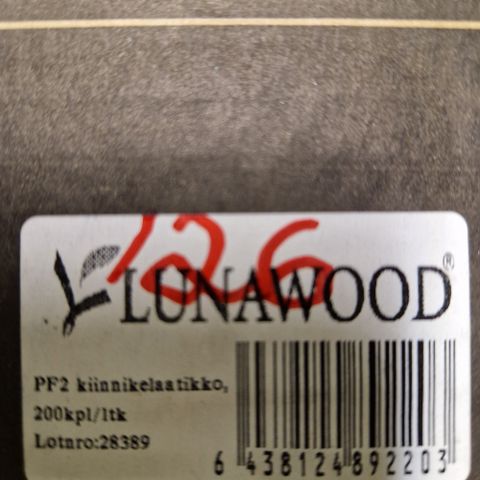 126
LUNAWOOD®
PF2 kiinnikelaatikko,
200kpl/ltk
Lotnro:28389
6 438124 892203